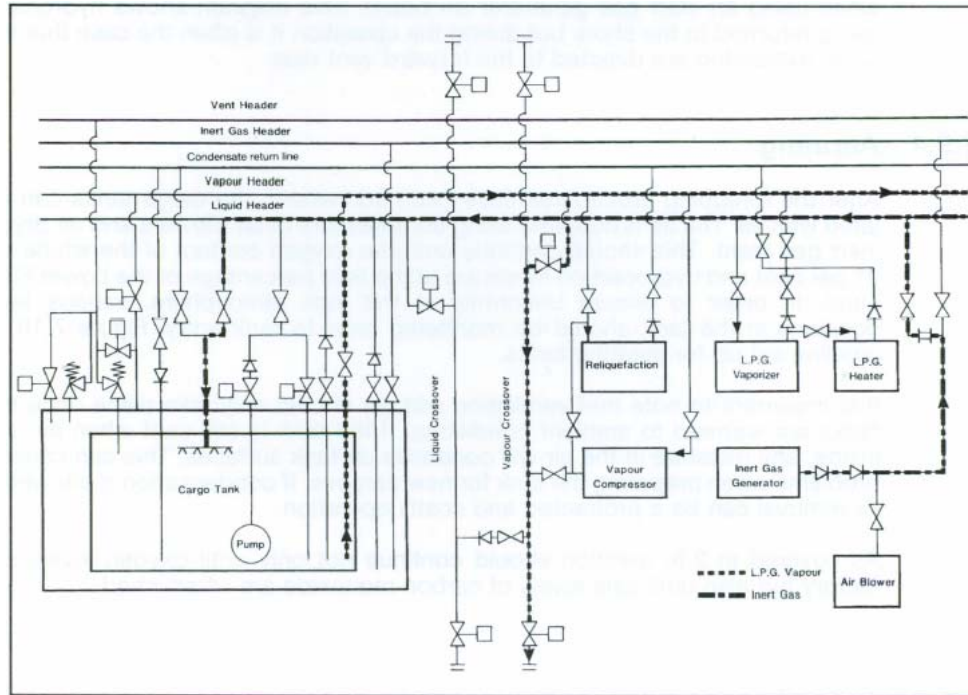 Vent Header
Inert Gas Header
Condensate return line
Vapour Header
Liquid Header
Liquid Crossover
Vapour Crossover
Reliquefaction
L.P.G. Vaporizer
L.P.G. Heater
Cargo Tank
Pump
Vapour Compressor
Inert Gas Generator
Air Blower
L.P.G. Vapour
Inert Gas